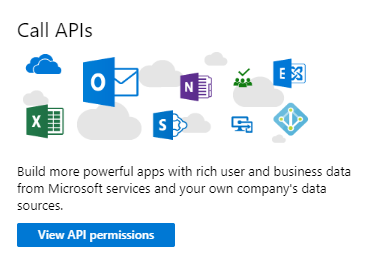 Call APIs
O
N
E
X
S
Build more powerful apps with rich user and business data
from Microsoft services and your own company's data
sources.
View API permissions